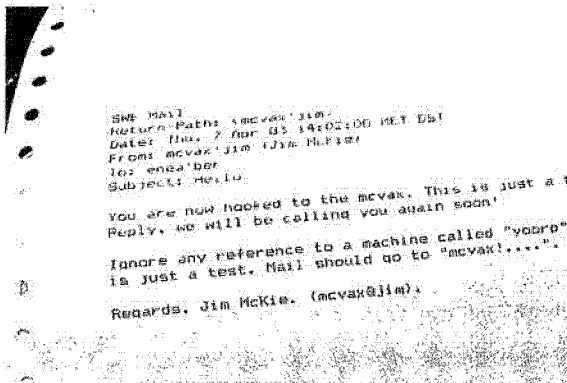 SWE Mail
Return-Path: <mcvax!jim>
Date: Thu, 7 Apr 83 14:02:00 MET DST
From: mcvax!jim (Jim McKie)
To: enea!ber
Subject: Hello
You are now hooked to the mcvax. This is just a t
Reply, we will be calling you again soon!
Ignore any reference to a machine called "yoorp"
is just a test. Mail should go to "mcvax!....".
Regards, Jim McKie. (mcvax@jim).